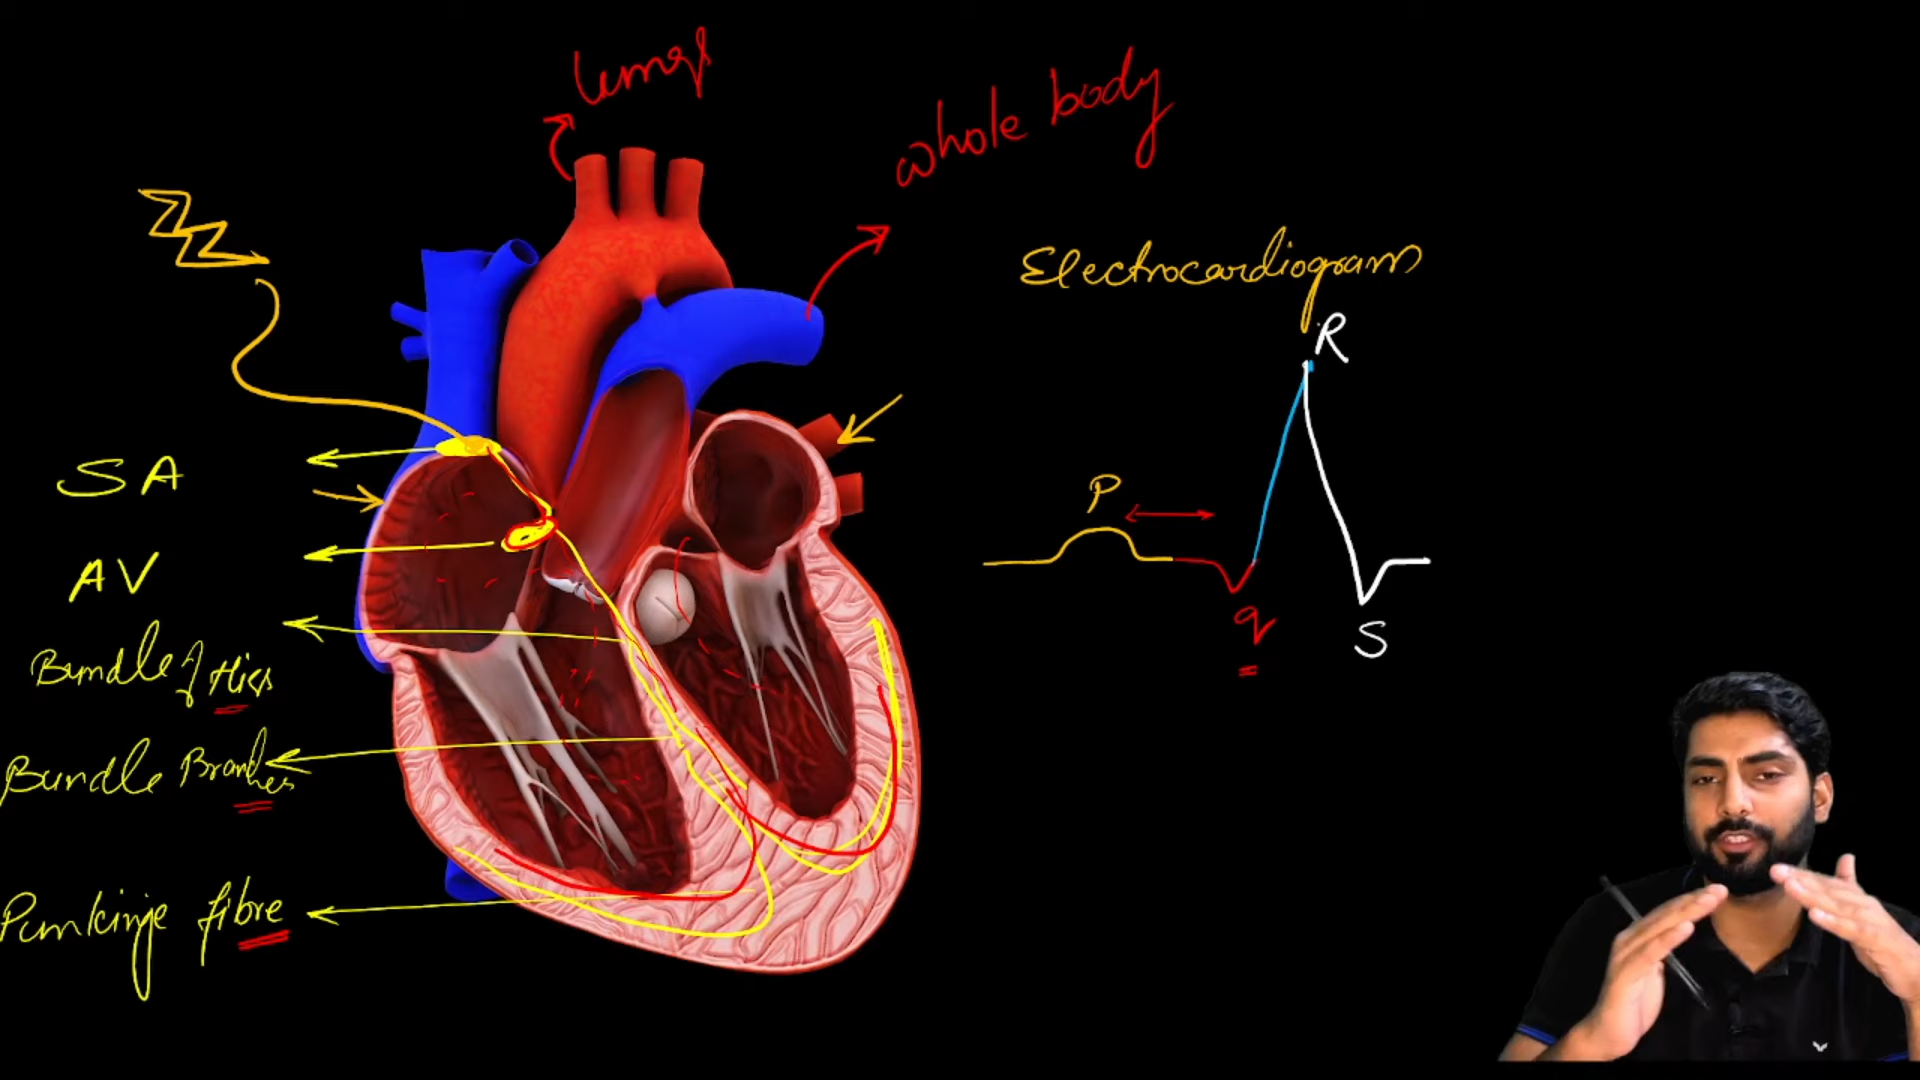 lungs
whole body
Electrocardiogram
R
P
SA
AV
q
S
Bundle of His
Bundle Branches
Purkinje fibre